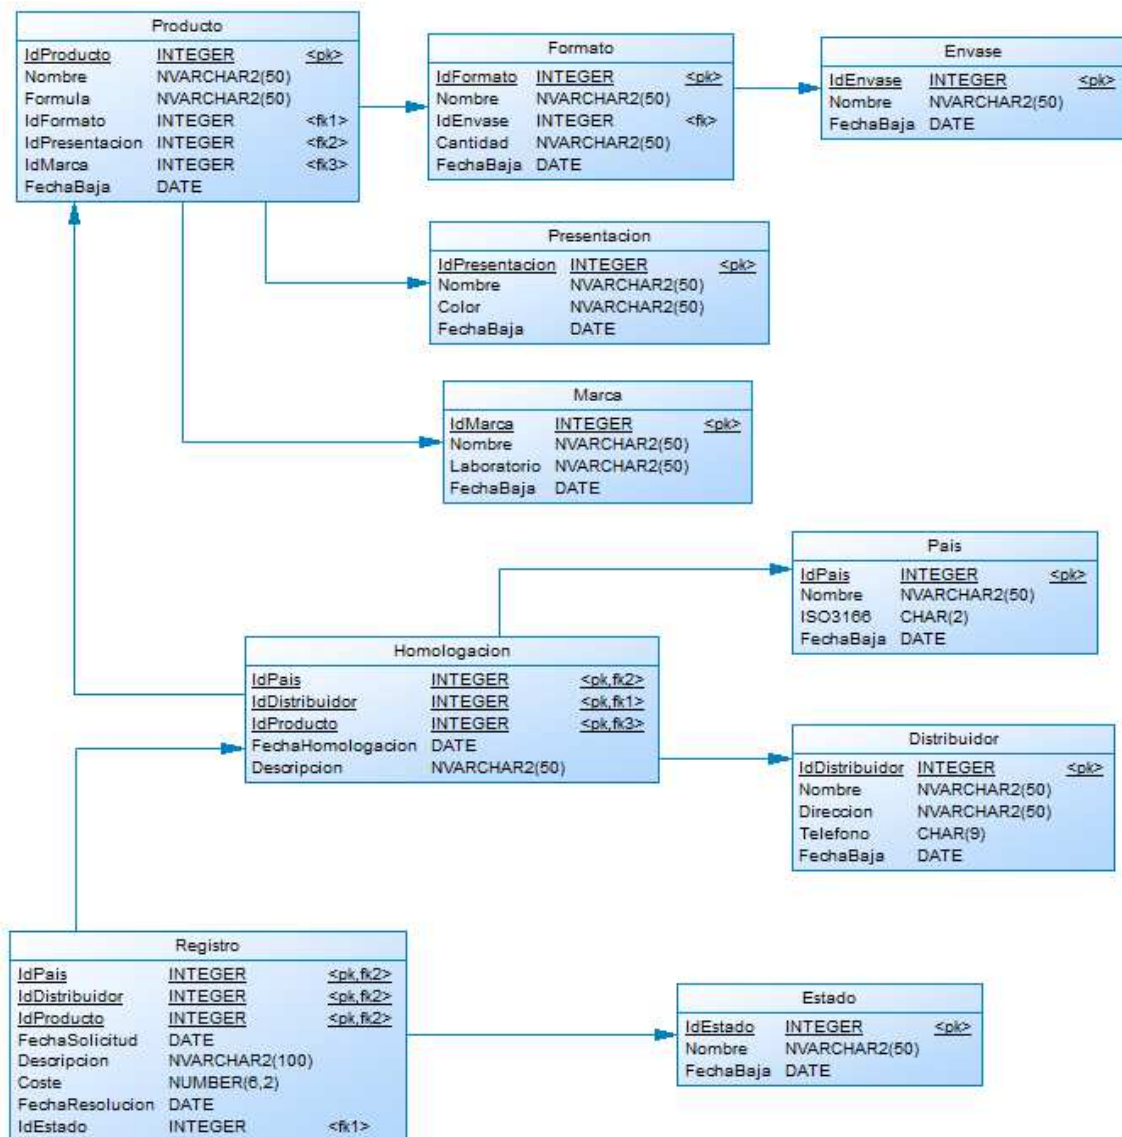 Producto
IdProducto INTEGER <pk>
Nombre NVARCHAR2(50)
Formula NVARCHAR2(50)
IdFormato INTEGER <fk1>
IdPresentacion INTEGER <fk2>
IdMarca INTEGER <fk3>
FechaBaja DATE
Formato
IdFormato INTEGER <pk>
Nombre NVARCHAR2(50)
IdEnvase INTEGER <fk>
Cantidad NVARCHAR2(50)
FechaBaja DATE
Envase
IdEnvase INTEGER <pk>
Nombre NVARCHAR2(50)
FechaBaja DATE
Presentacion
IdPresentacion INTEGER <pk>
Nombre NVARCHAR2(50)
Color NVARCHAR2(50)
FechaBaja DATE
Marca
IdMarca INTEGER <pk>
Nombre NVARCHAR2(50)
Laboratorio NVARCHAR2(50)
FechaBaja DATE
Pais
IdPais INTEGER <pk>
Nombre NVARCHAR2(50)
ISO3166 CHAR(2)
FechaBaja DATE
Homologacion
IdPais INTEGER <pk,fk2>
IdDistribuidor INTEGER <pk,fk1>
IdProducto INTEGER <pk,fk3>
FechaHomologacion DATE
Descripcion NVARCHAR2(50)
Distribuidor
IdDistribuidor INTEGER <pk>
Nombre NVARCHAR2(50)
Direccion NVARCHAR2(50)
Telefono CHAR(9)
FechaBaja DATE
Registro
IdPais INTEGER <pk,fk2>
IdDistribuidor INTEGER <pk,fk2>
IdProducto INTEGER <pk,fk2>
FechaSolicitud DATE
Descripcion NVARCHAR2(100)
Coste NUMBER(6,2)
FechaResolucion DATE
IdEstado INTEGER <fk1>
Estado
IdEstado INTEGER <pk>
Nombre NVARCHAR2(50)
FechaBaja DATE